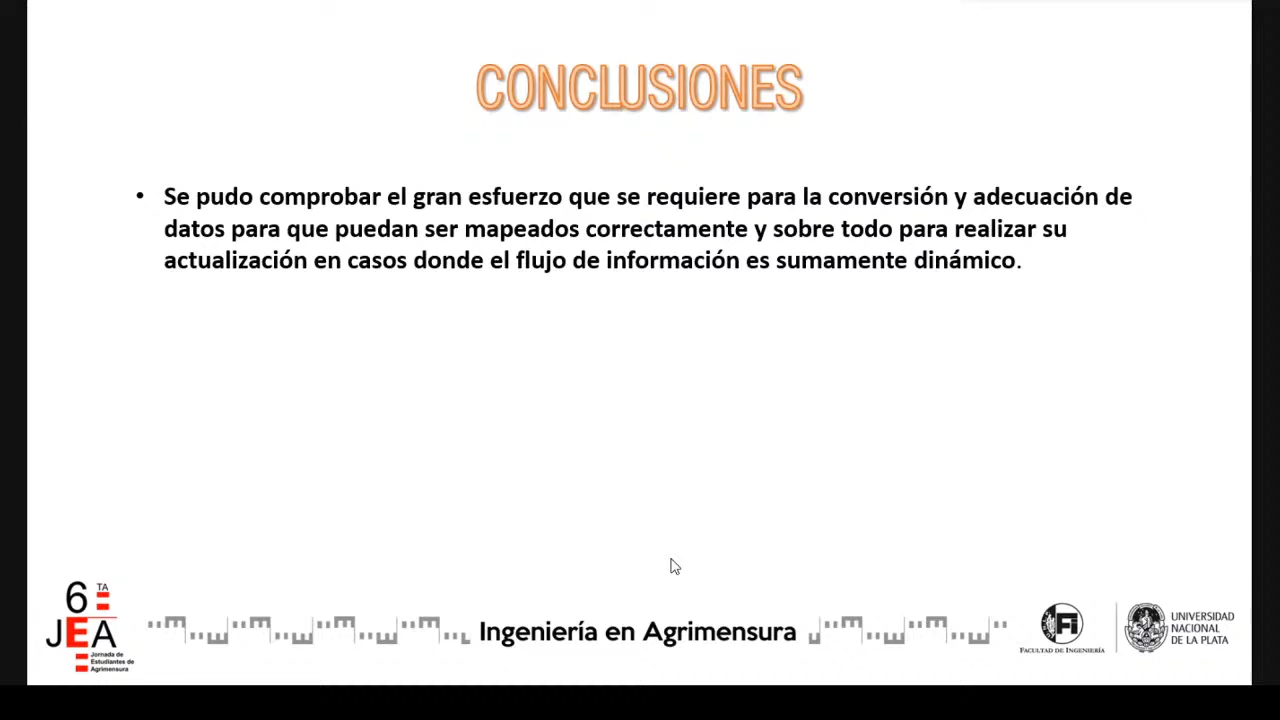 CONCLUSIONES
• Se pudo comprobar el gran esfuerzo que se requiere para la conversión y adecuación de
datos para que puedan ser mapeados correctamente y sobre todo para realizar su
actualización en casos donde el flujo de información es sumamente dinámico.
6 TA
JEA
Jornada de
Estudiantes de
Agrimensura
Ingeniería en Agrimensura
Fi
FACULTAD DE INGENIERÍA
UNIVERSIDAD
NACIONAL
DE LA PLATA